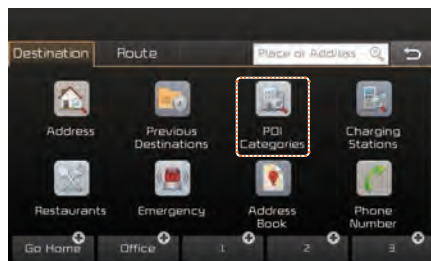 Destination Route Place or Address
Address Previous Destinations POI Categories Charging Stations
Restaurants Emergency Address Book Phone Number
Go Home Office 1 2 3